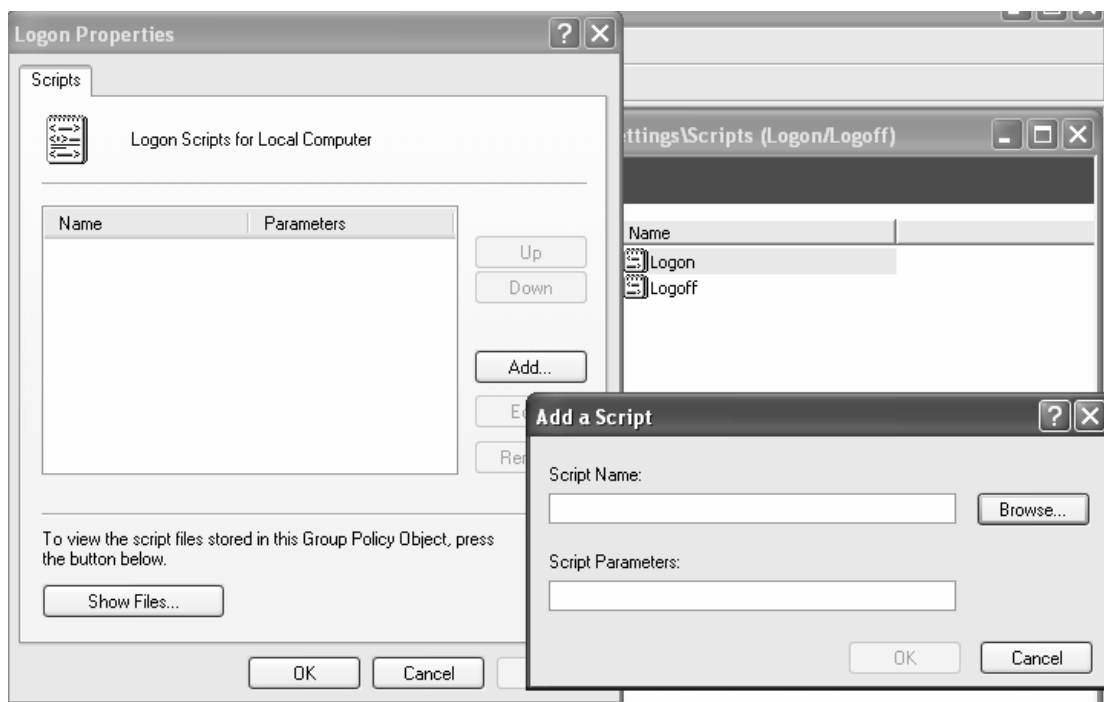 Logon Properties
Scripts
Logon Scripts for Local Computer
Name Parameters
Up
Down
Add...
To view the script files stored in this Group Policy Object, press
the button below.
Show Files...
OK Cancel
ttings\Scripts (Logon/Logoff)
Name
Logon
Logoff
Add a Script
Script Name:
Browse...
Script Parameters:
OK Cancel